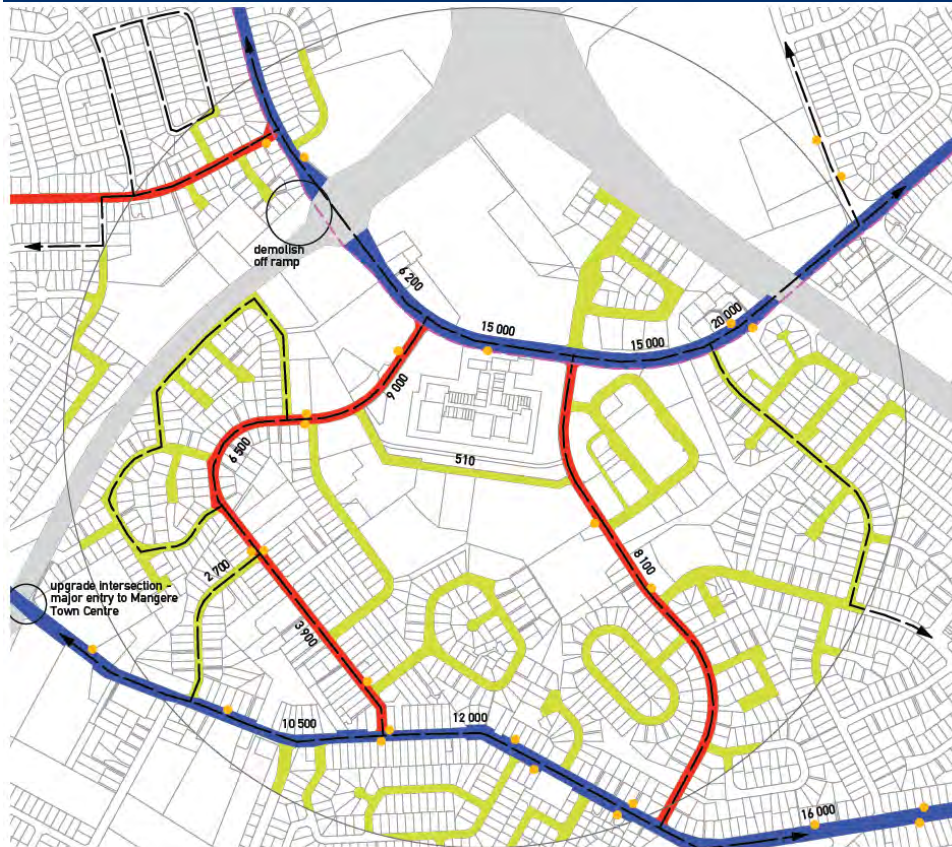 demolish
off ramp
6 200
15 000
15 000
20 000
9 000
6 500
510
2 700
8 100
upgrade intersection -
major entry to Mangere
Town Centre
3 900
10 500
12 000
16 000